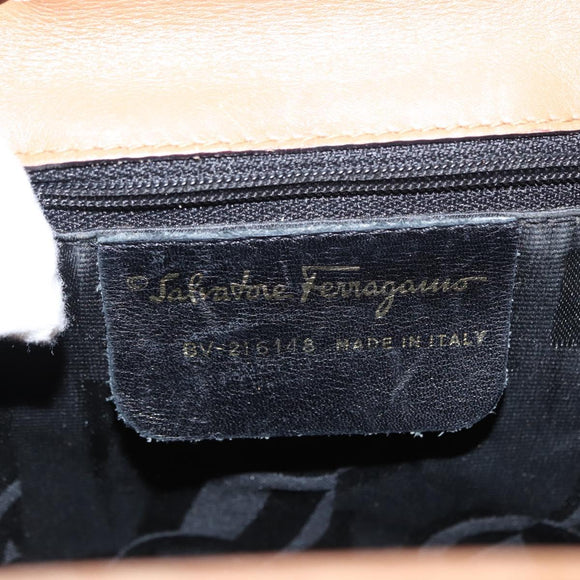 © Salvatore Ferragamo
BV-216148 MADE IN ITALY